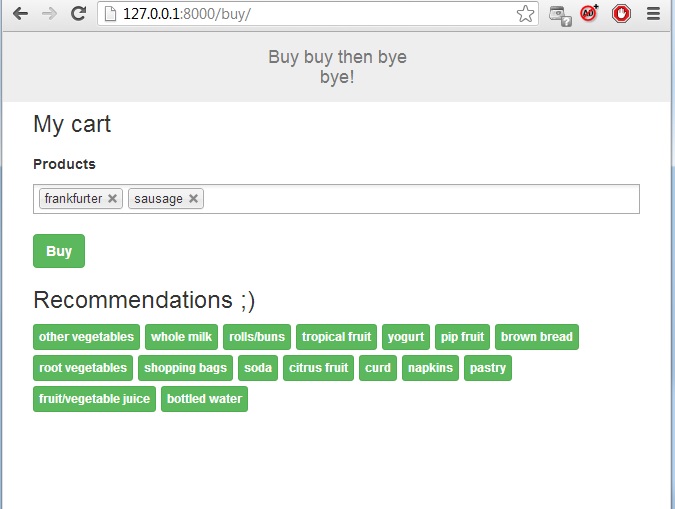 127.0.0.1:8000/buy/
Buy buy then bye
bye!
My cart
Products
frankfurter sausage
Buy
Recommendations ;)
other vegetables whole milk rolls/buns tropical fruit yogurt pip fruit brown bread
root vegetables shopping bags soda citrus fruit curd napkins pastry
fruit/vegetable juice bottled water